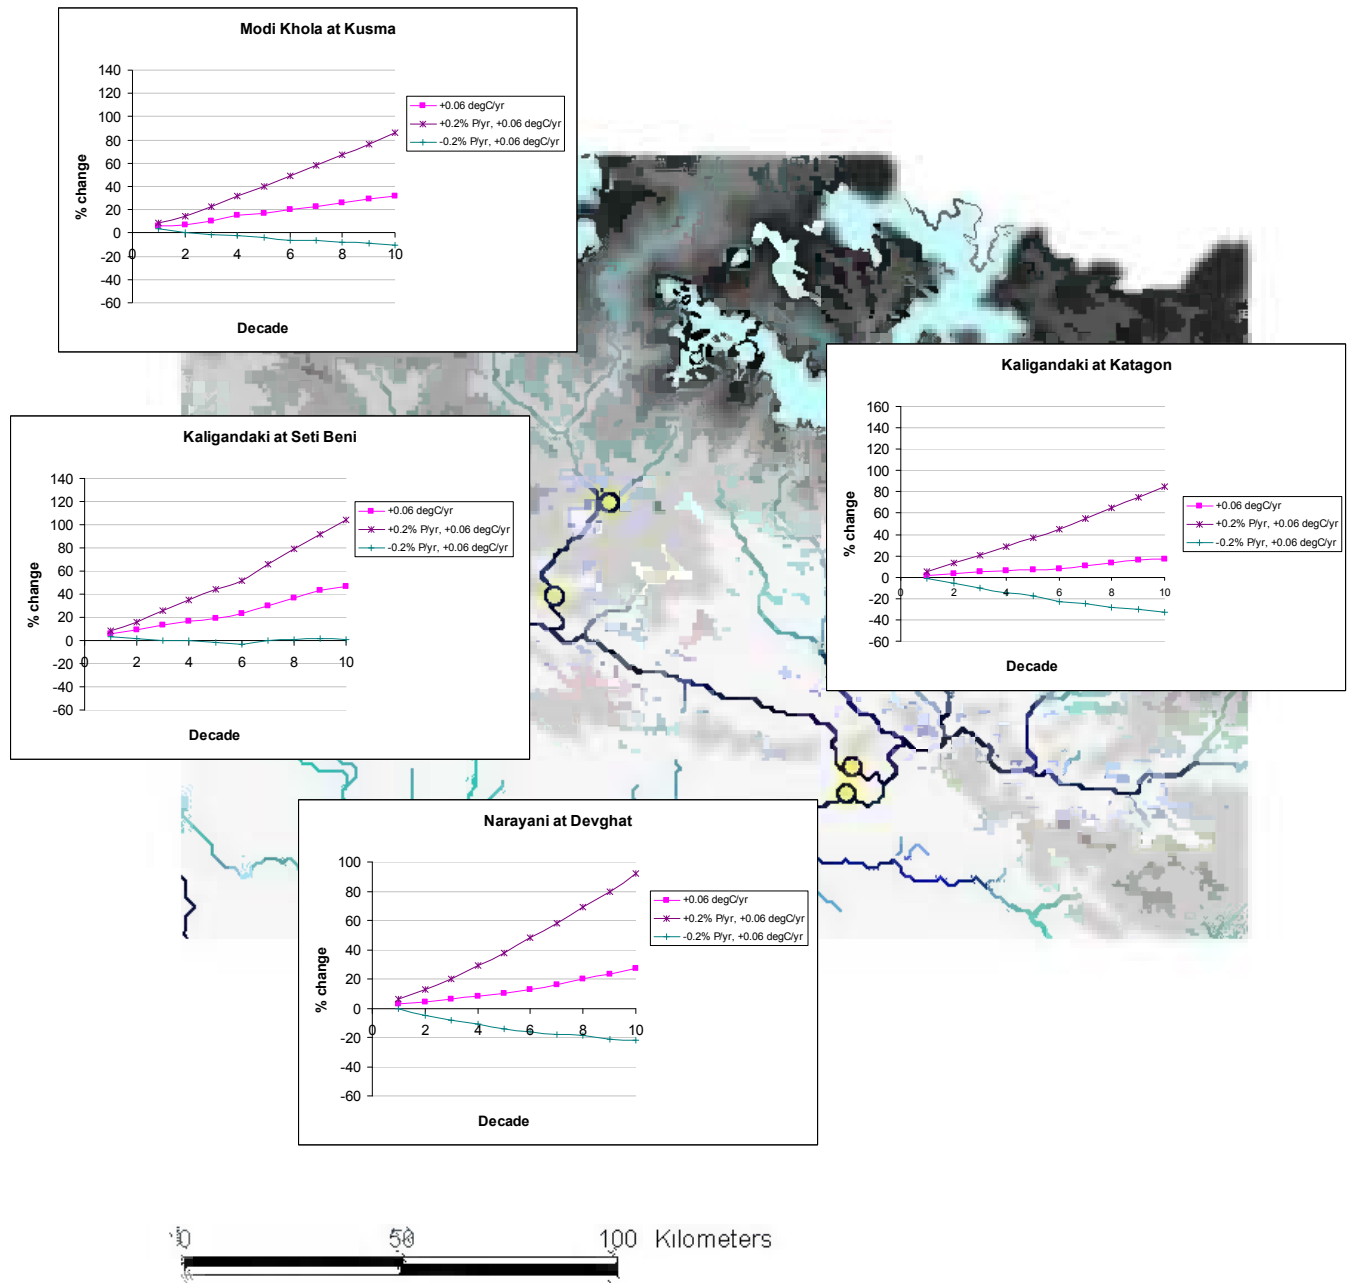 Modi Khola at Kusma
140
120
100
80
60
40
20
0
-20
-40
-60
0 2 4 6 8 10
% change
Decade
+0.06 degC/yr
+0.2% P/yr, +0.06 degC/yr
-0.2% P/yr, +0.06 degC/yr
Kaligandaki at Katagon
160
140
120
100
80
60
40
20
0
-20
-40
-60
0 2 4 6 8 10
% change
Decade
+0.06 degC/yr
+0.2% P/yr, +0.06 degC/yr
-0.2% P/yr, +0.06 degC/yr
Kaligandaki at Seti Beni
140
120
100
80
60
40
20
0
-20
-40
-60
0 2 4 6 8 10
% change
Decade
+0.06 degC/yr
+0.2% P/yr, +0.06 degC/yr
-0.2% P/yr, +0.06 degC/yr
Narayani at Devghat
100
80
60
40
20
0
-20
-40
-60
0 2 4 6 8 10
% change
Decade
+0.06 degC/yr
+0.2% P/yr, +0.06 degC/yr
-0.2% P/yr, +0.06 degC/yr
0 50 100 Kilometers